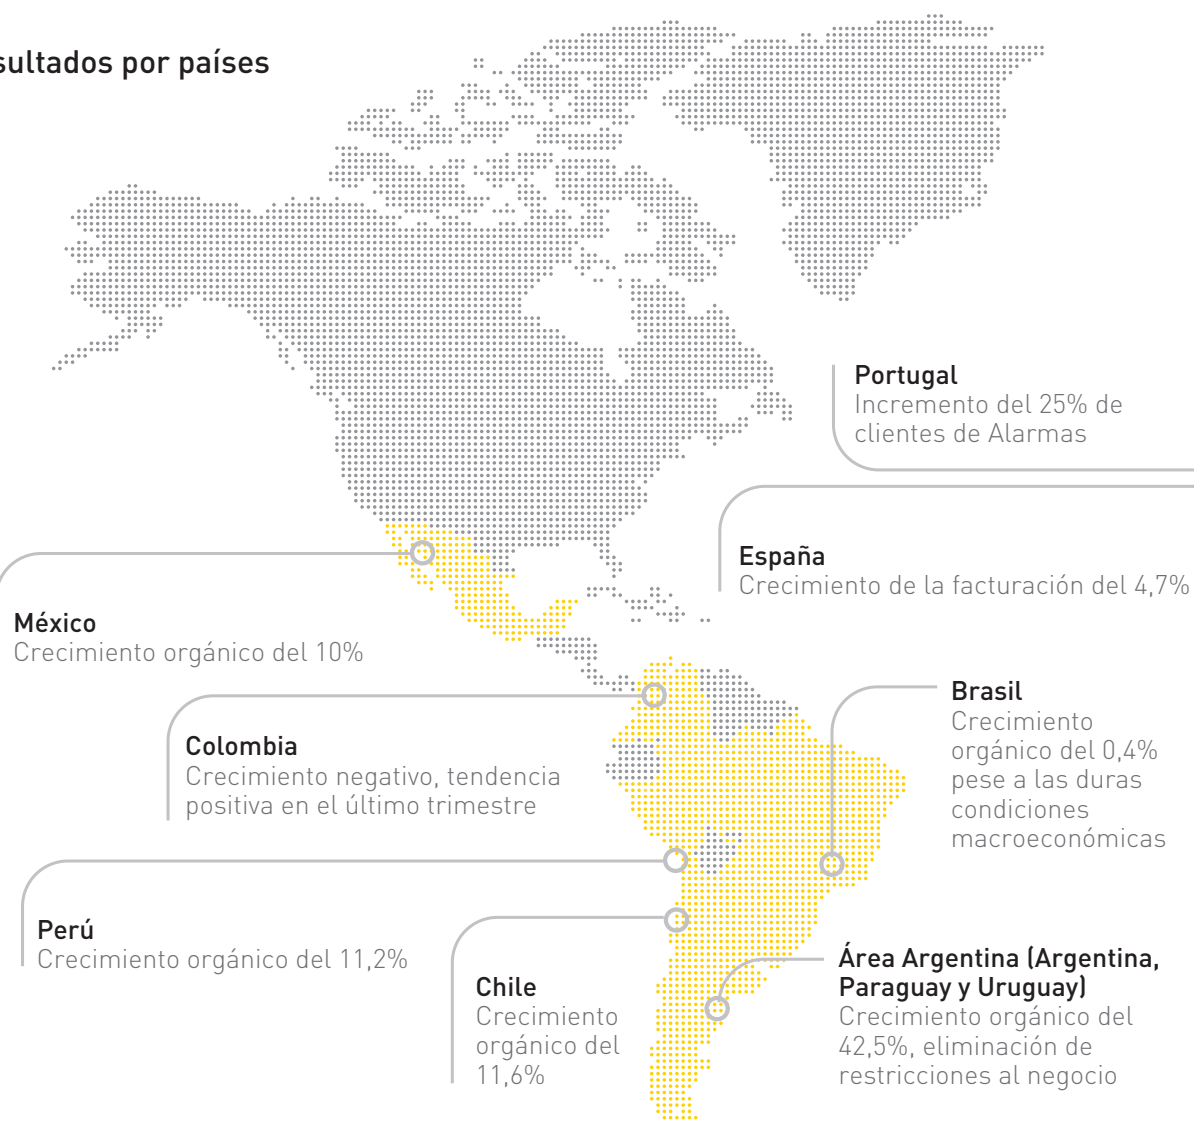 sultados por países
Portugal
Incremento del 25% de
clientes de Alarmas
España
Crecimiento de la facturación del 4,7%
México
Crecimiento orgánico del 10%
Colombia
Crecimiento negativo, tendencia
positiva en el último trimestre
Brasil
Crecimiento
orgánico del 0,4%
pese a las duras
condiciones
macroeconómicas
Perú
Crecimiento orgánico del 11,2%
Chile
Crecimiento
orgánico del
11,6%
Área Argentina (Argentina,
Paraguay y Uruguay)
Crecimiento orgánico del
42,5%, eliminación de
restricciones al negocio